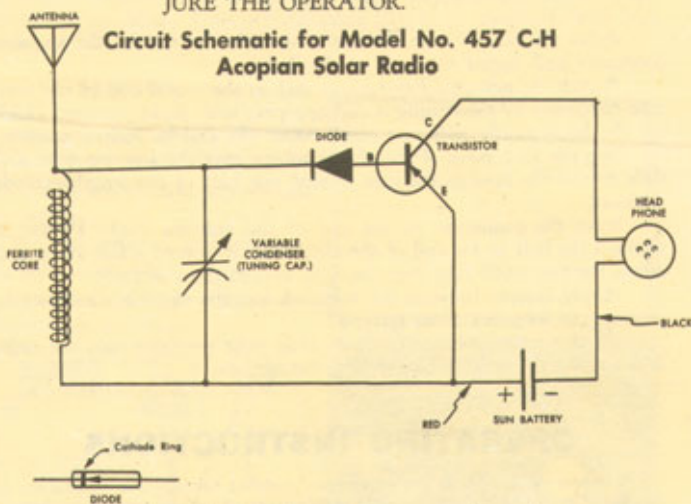 JURE THE OPERATOR.
ANTENNA
Circuit Schematic for Model No. 457 C-H
Acopian Solar Radio
C
DIODE
B
TRANSISTOR
E
HEAD
PHONE
FERRITE
CORE
VARIABLE
CONDENSER
(TUNING CAP.)
BLACK
+ −
RED
SUN BATTERY
Cathode Ring
DIODE